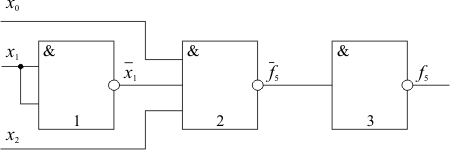 x₀
x₁
& & &
x̅₁ f̅₅ f₅
1 2 3
x₂